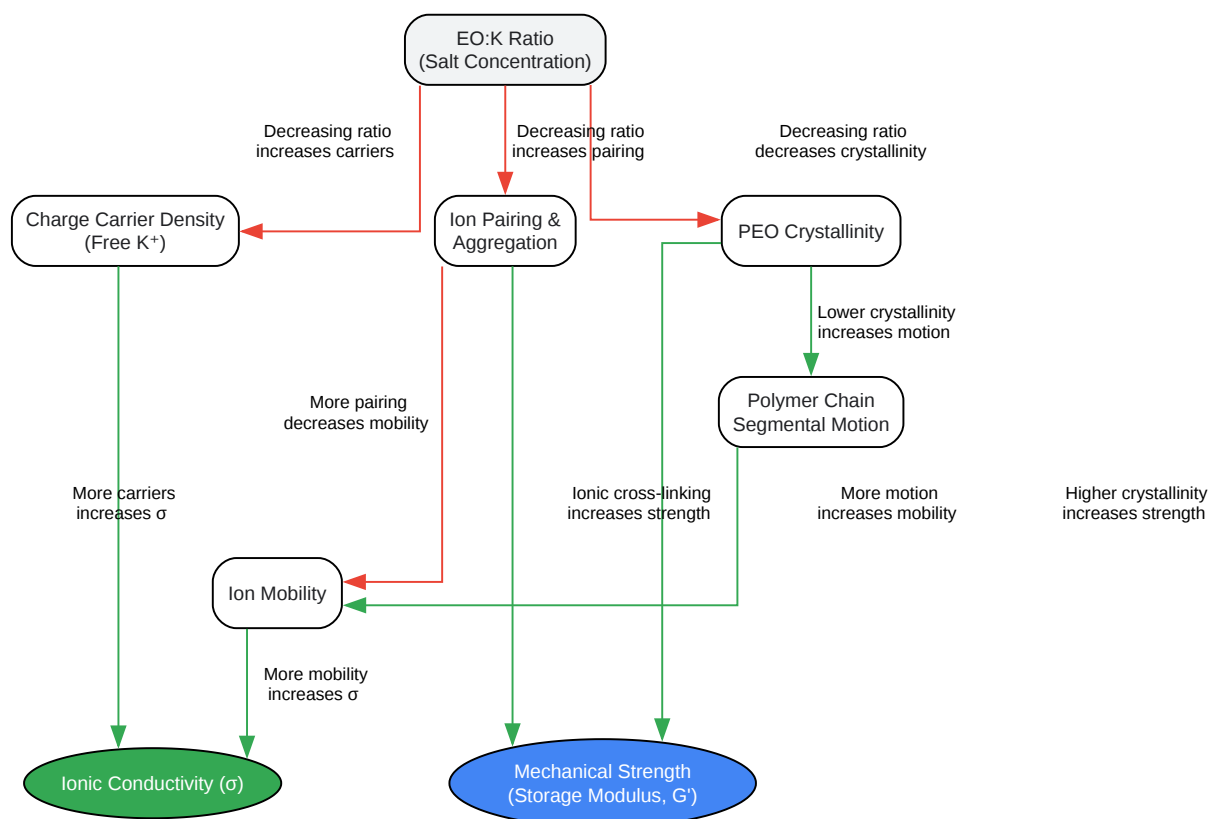 EO:K Ratio
(Salt Concentration)
Decreasing ratio
increases carriers
Decreasing ratio
increases pairing
Decreasing ratio
decreases crystallinity
Charge Carrier Density
(Free K⁺)
Ion Pairing &
Aggregation
PEO Crystallinity
Lower crystallinity
increases motion
More pairing
decreases mobility
Polymer Chain
Segmental Motion
More carriers
increases σ
Ionic cross-linking
increases strength
More motion
increases mobility
Higher crystallinity
increases strength
Ion Mobility
More mobility
increases σ
Ionic Conductivity (σ)
Mechanical Strength
(Storage Modulus, G')